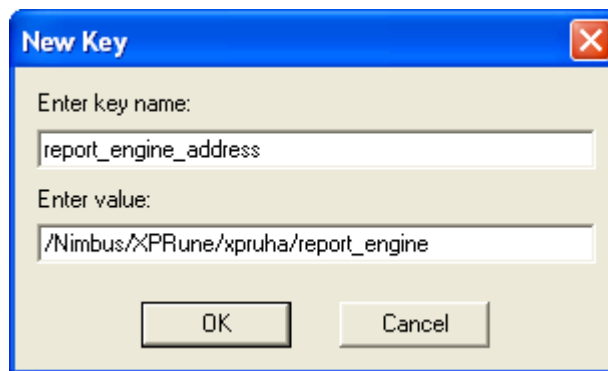 New Key
Enter key name:
report_engine_address
Enter value:
/Nimbus/XPRune/xpruha/report_engine
OK Cancel